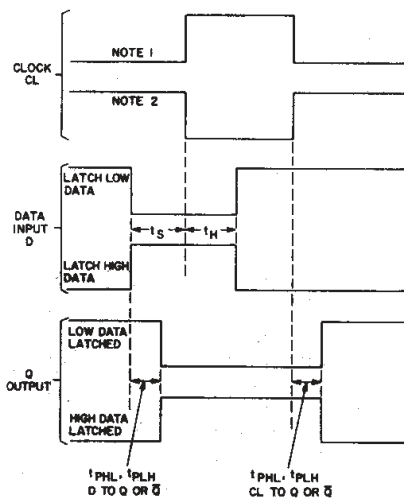 NOTE 1
CLOCK
CL
NOTE 2
LATCH LOW
DATA
DATA
INPUT
D
tS
tH
LATCH HIGH
DATA
LOW DATA
LATCHED
Q
OUTPUT
HIGH DATA
LATCHED
tPHL, tPLH
D TO Q OR Q̅
tPHL, tPLH
CL TO Q OR Q̅